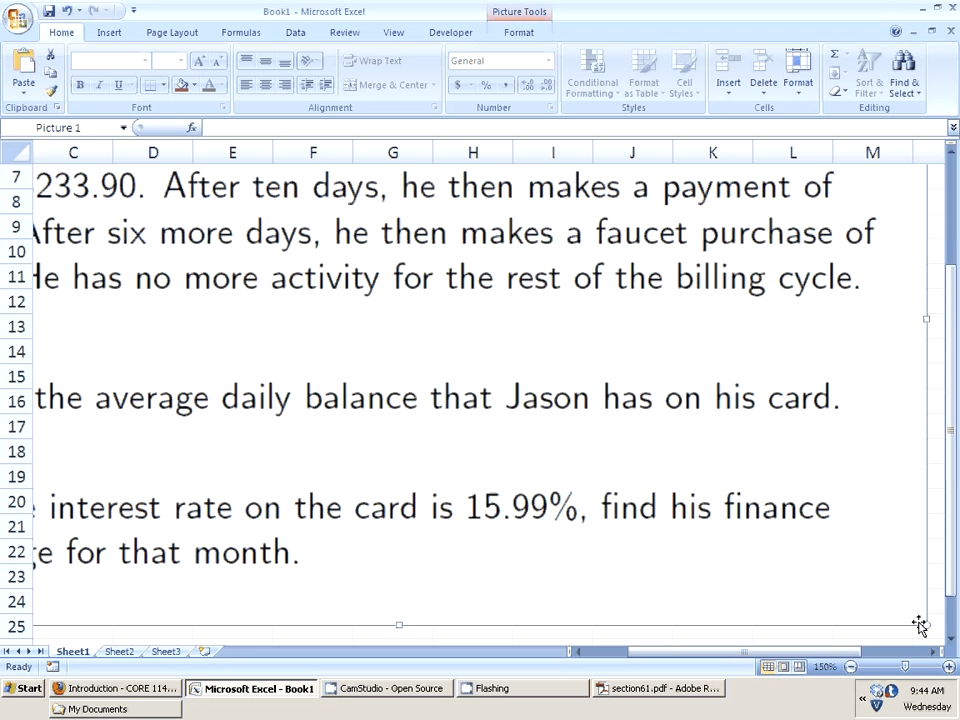 Book1 - Microsoft Excel
Picture Tools
Home Insert Page Layout Formulas Data Review View Developer Format
Paste
B I U
Wrap Text
Merge & Center
General
$ % ,
Conditional Formatting
Format as Table
Cell Styles
Insert Delete Format
Sort & Filter
Find & Select
Clipboard Font Alignment Number Styles Cells Editing
Picture 1 fx
C D E F G H I J K L M
7
8
9
10
11
12
13
14
15
16
17
18
19
20
21
22
23
24
25
233.90. After ten days, he then makes a payment of
After six more days, he then makes a faucet purchase of
He has no more activity for the rest of the billing cycle.
the average daily balance that Jason has on his card.
interest rate on the card is 15.99%, find his finance
ge for that month.
Sheet1 Sheet2 Sheet3
Ready 150%
Start Introduction - CORE 114... Microsoft Excel - Book1 CamStudio - Open Source Flashing section61.pdf - Adobe R... 9:44 AM
My Documents Wednesday